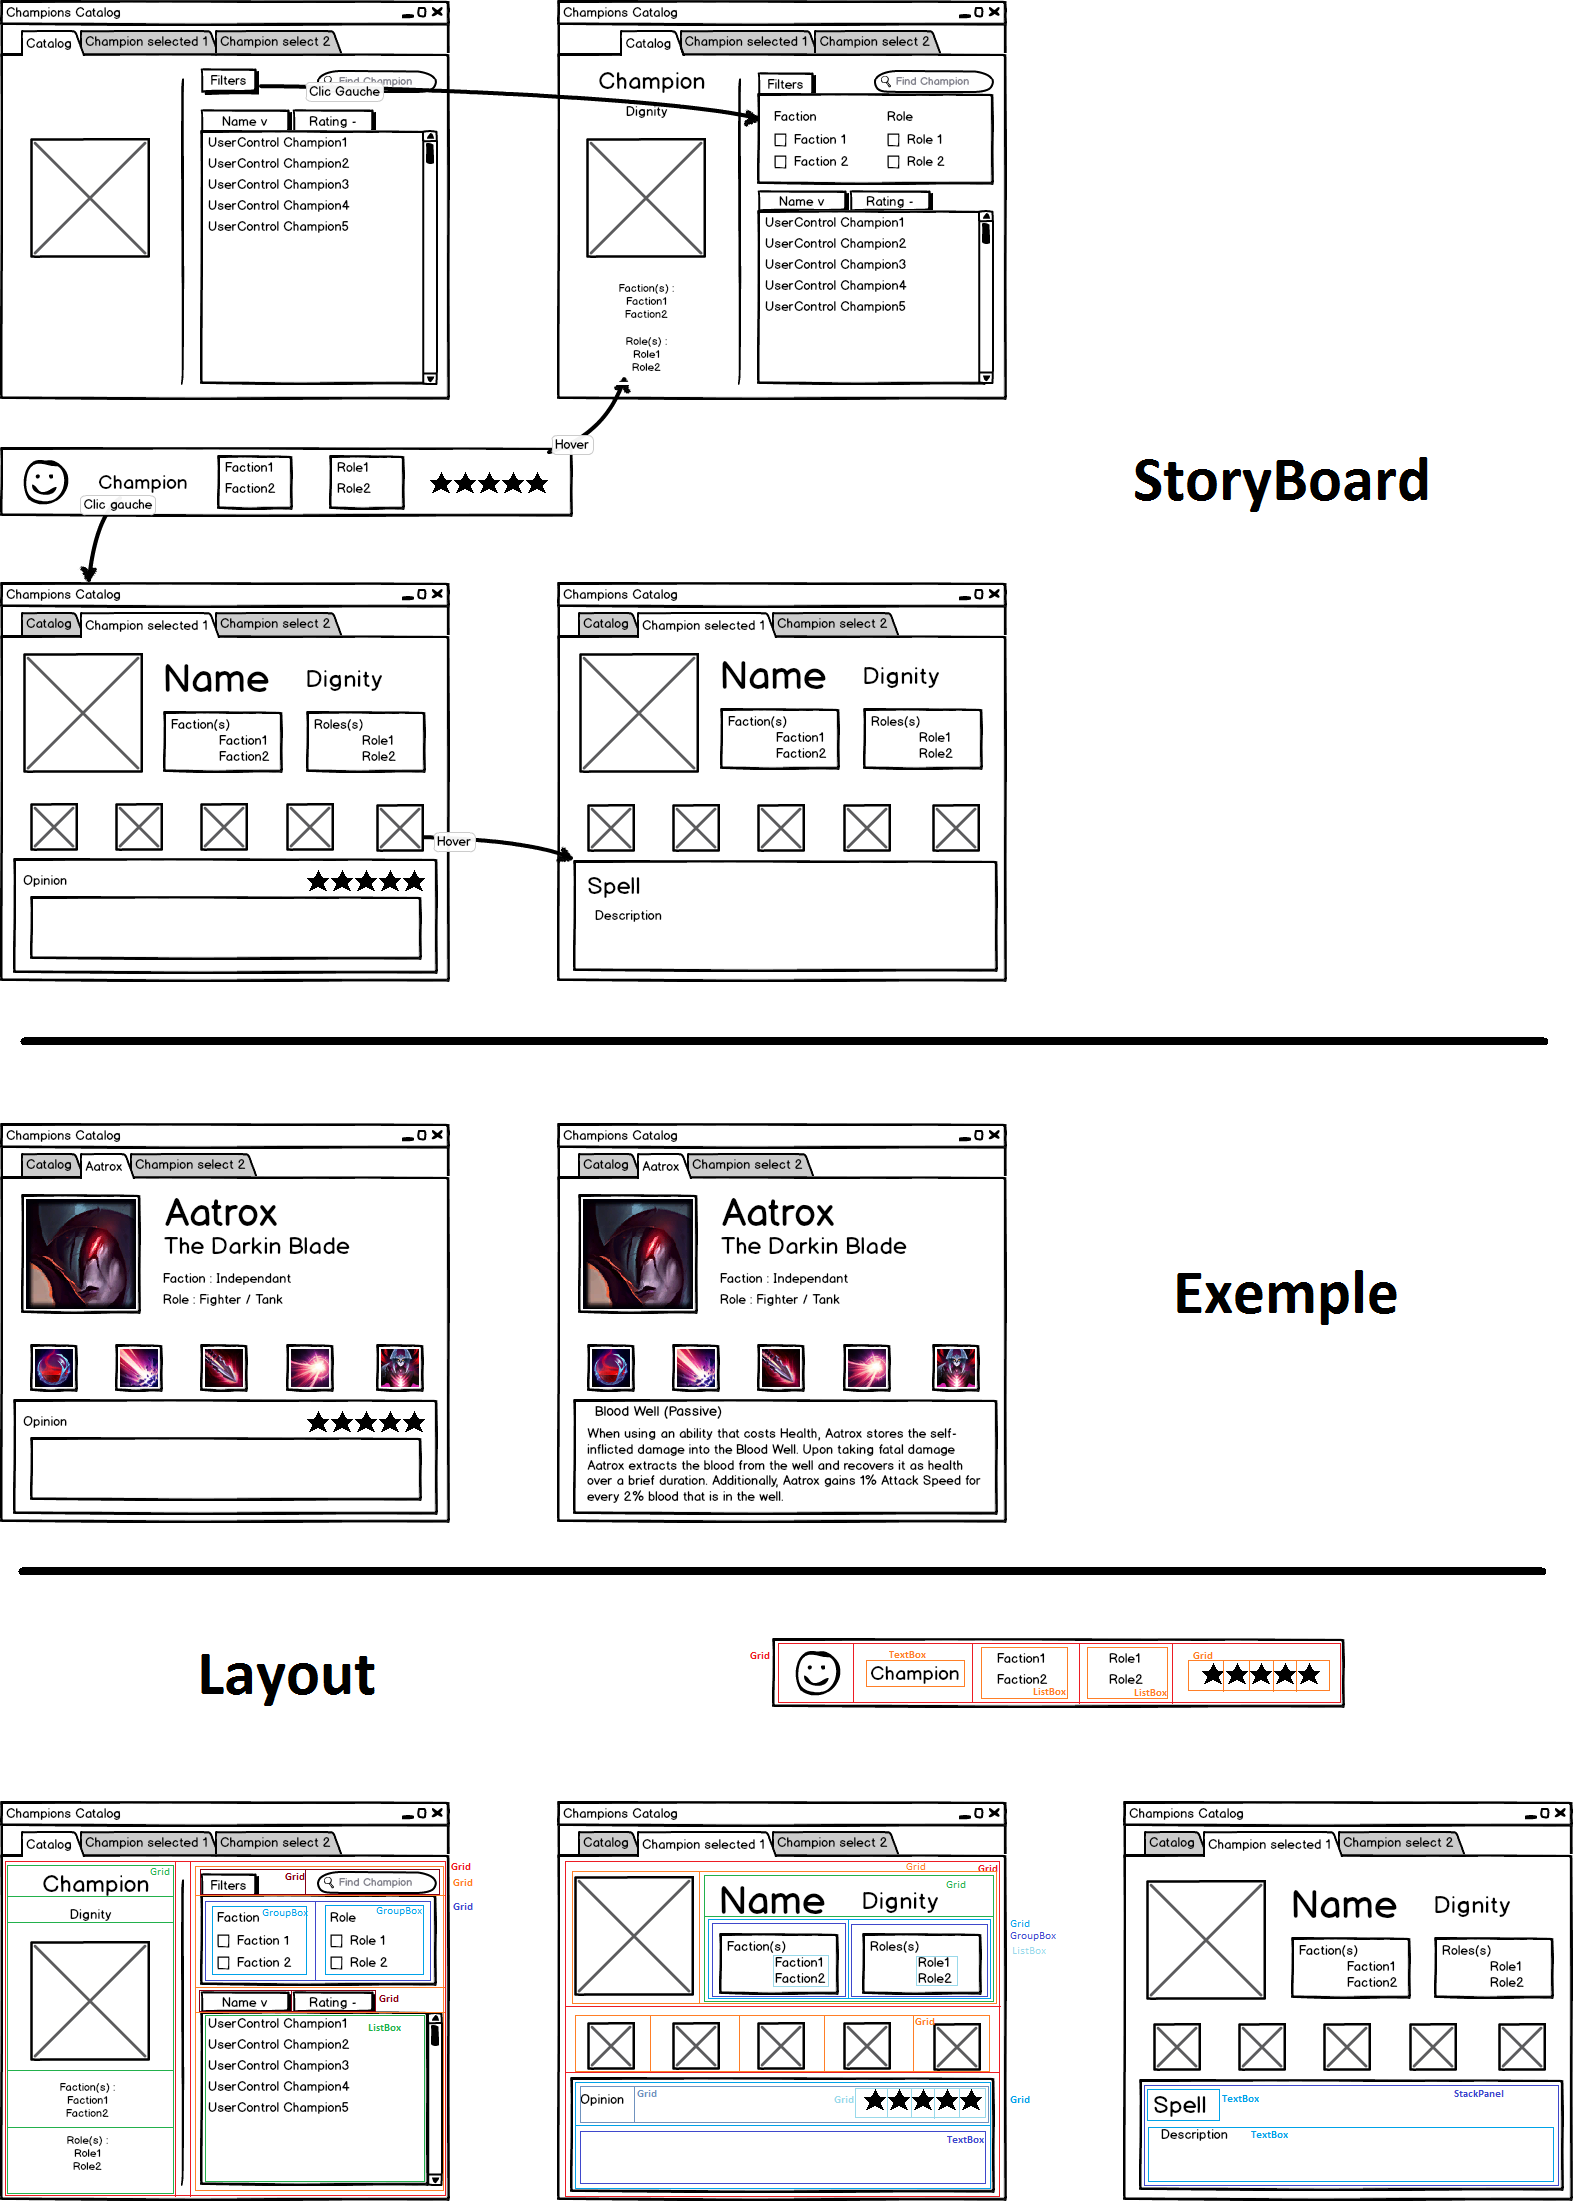 Champions Catalog
Catalog Champion selected 1 Champion select 2
Filters
Find Champion
Clic Gauche
Name v Rating -
UserControl Champion1
UserControl Champion2
UserControl Champion3
UserControl Champion4
UserControl Champion5
Champions Catalog
Catalog Champion selected 1 Champion select 2
Champion
Dignity
Faction(s) :
Faction1
Faction2
Role(s) :
Role1
Role2
Filters
Find Champion
Faction Role
Faction 1 Role 1
Faction 2 Role 2
Name v Rating -
UserControl Champion1
UserControl Champion2
UserControl Champion3
UserControl Champion4
UserControl Champion5
Hover
Champion
Faction1
Faction2
Role1
Role2
Clic gauche
StoryBoard
Champions Catalog
Catalog Champion selected 1 Champion select 2
Name Dignity
Faction(s)
Faction1
Faction2
Roles(s)
Role1
Role2
Hover
Opinion
Champions Catalog
Catalog Champion selected 1 Champion select 2
Name Dignity
Faction(s)
Faction1
Faction2
Roles(s)
Role1
Role2
Spell
Description
Champions Catalog
Catalog Aatrox Champion select 2
Aatrox
The Darkin Blade
Faction : Independant
Role : Fighter / Tank
Opinion
Champions Catalog
Catalog Aatrox Champion select 2
Aatrox
The Darkin Blade
Faction : Independant
Role : Fighter / Tank
Blood Well (Passive)
When using an ability that costs Health, Aatrox stores the self-
inflicted damage into the Blood Well. Upon taking fatal damage
Aatrox extracts the blood from the well and recovers it as health
over a brief duration. Additionally, Aatrox gains 1% Attack Speed for
every 2% blood that is in the well.
Exemple
Layout
Grid
TextBox
Champion
Faction1
Faction2
ListBox
Role1
Role2
ListBox
Grid
Champions Catalog
Catalog Champion selected 1 Champion select 2
Grid
Champion
Dignity
Faction(s) :
Faction1
Faction2
Role(s) :
Role1
Role2
Grid
Filters Grid
Find Champion
Grid
Grid
Faction GroupBox
Faction 1
Faction 2
Role GroupBox
Role 1
Role 2
Name v Rating - Grid
UserControl Champion1
ListBox
UserControl Champion2
UserControl Champion3
UserControl Champion4
UserControl Champion5
Champions Catalog
Catalog Champion selected 1 Champion select 2
Grid Grid
Grid
Name Dignity
Grid
GroupBox
ListBox
Faction(s)
Faction1
Faction2
Roles(s)
Role1
Role2
Grid
Opinion Grid
Grid
Grid
TextBox
Champions Catalog
Catalog Champion selected 1 Champion select 2
Name Dignity
Faction(s)
Faction1
Faction2
Roles(s)
Role1
Role2
StackPanel
Spell TextBox
Description TextBox